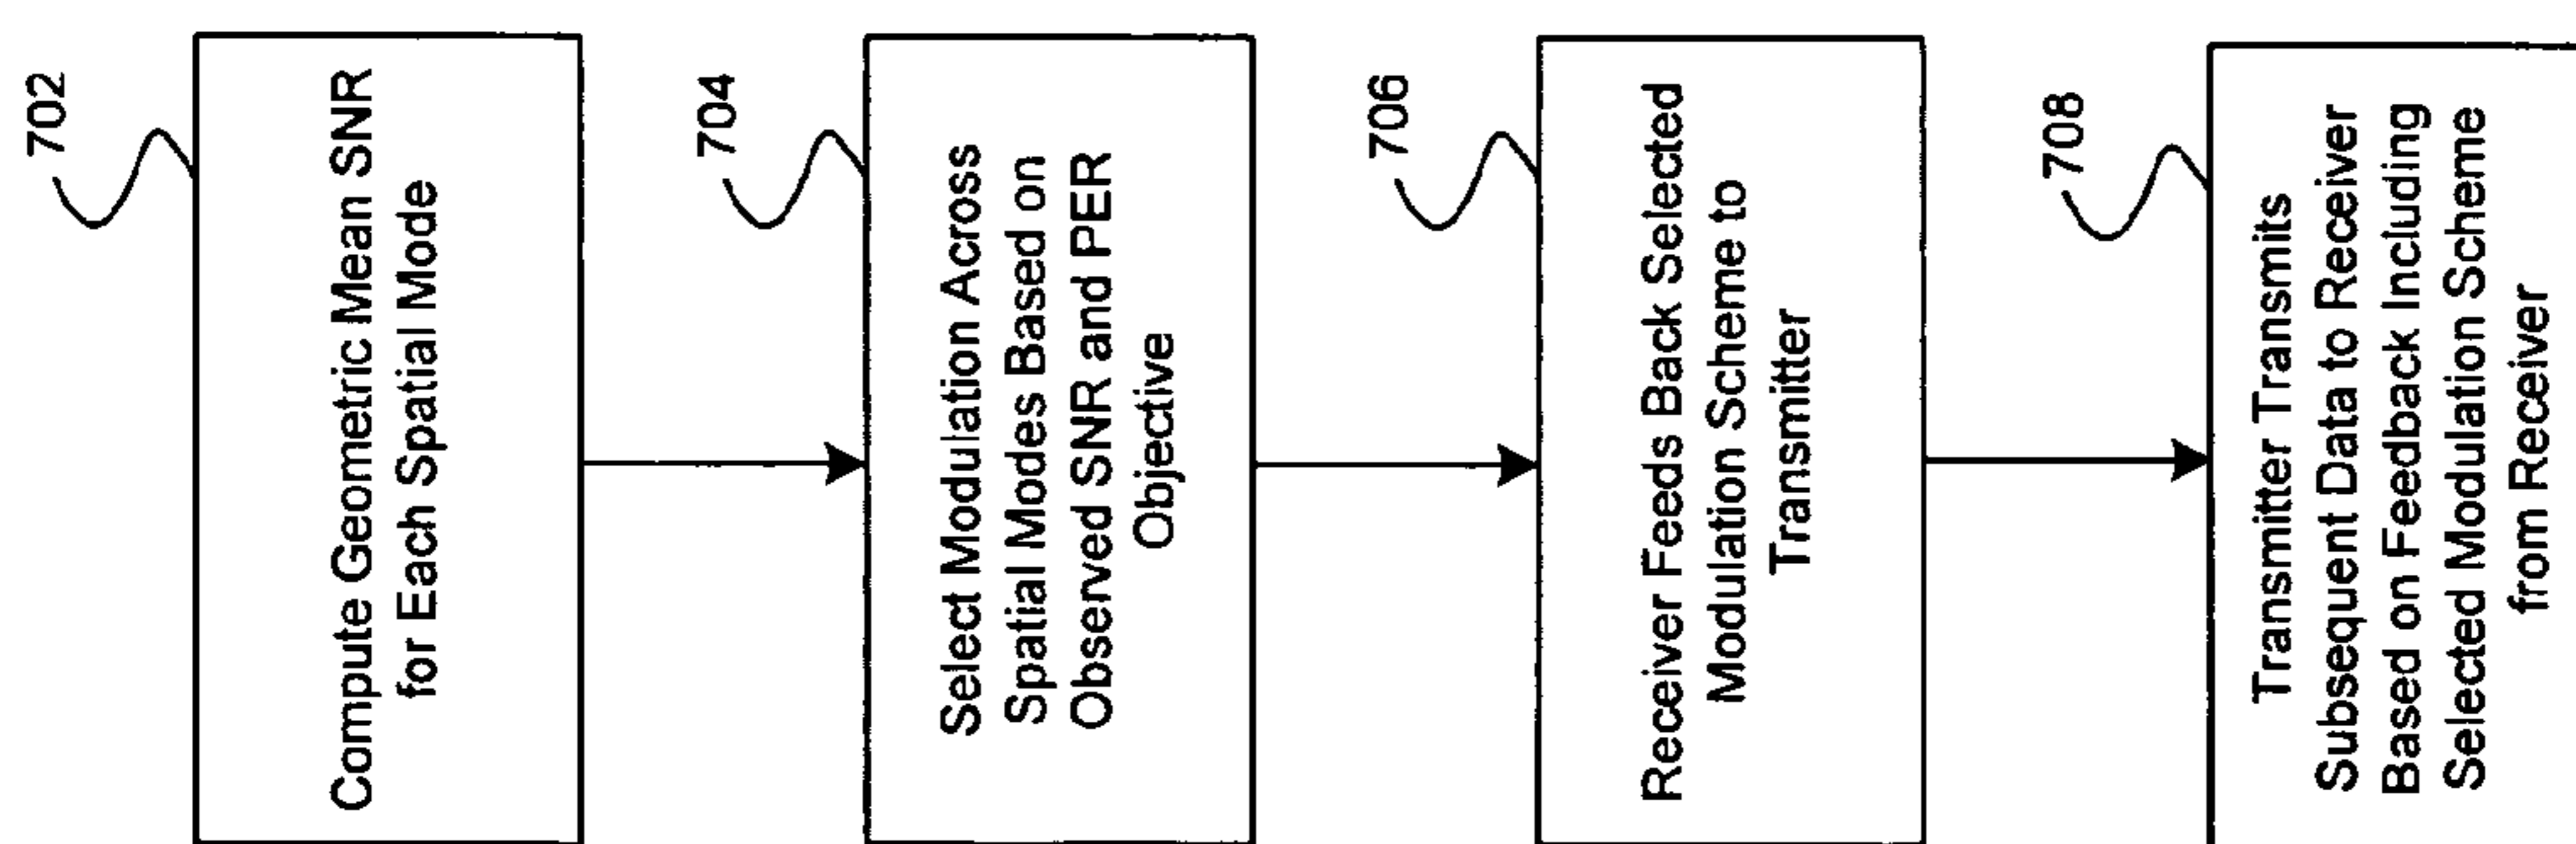 702
Compute Geometric Mean SNR
for Each Spatial Mode
704
Select Modulation Across
Spatial Modes Based on
Observed SNR and PER
Objective
706
Receiver Feeds Back Selected
Modulation Scheme to
Transmitter
708
Transmitter Transmits
Subsequent Data to Receiver
Based on Feedback Including
Selected Modulation Scheme
from Receiver